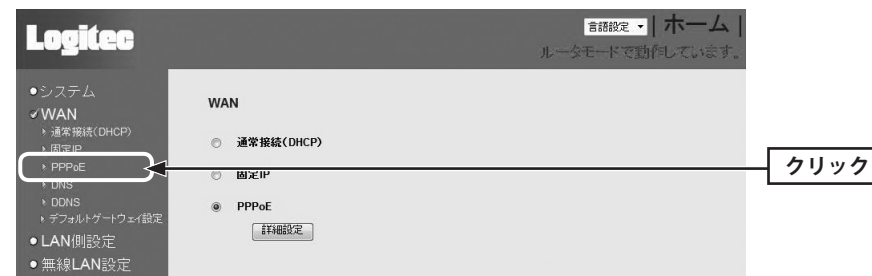 Logitec
言語設定 | ホーム |
ルータモードで動作しています。
システム
WAN
通常接続(DHCP)
固定IP
PPPoE
DNS
DDNS
デフォルトゲートウェイ設定
LAN側設定
無線LAN設定
WAN
通常接続(DHCP)
固定IP
PPPoE
詳細設定
クリック